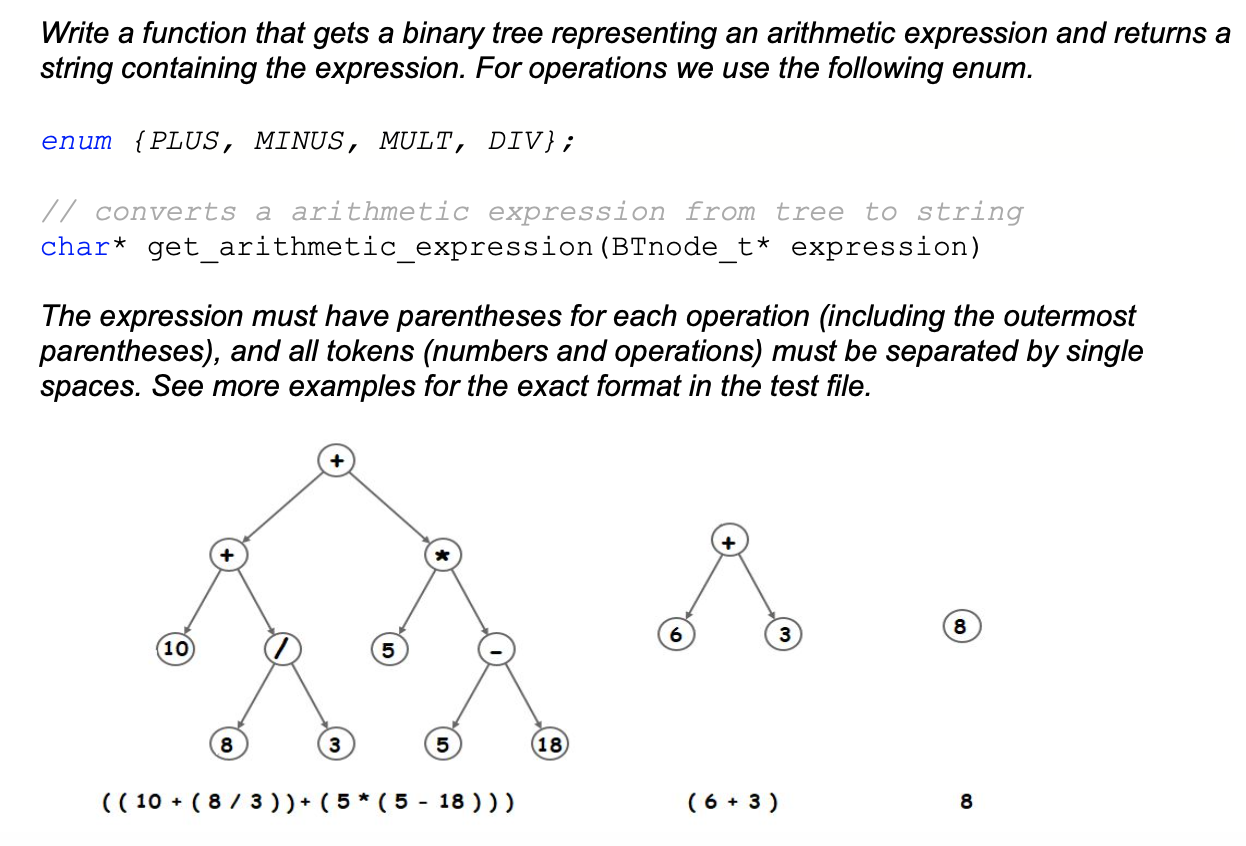 Write a function that gets a binary tree representing an arithmetic expression and returns a
string containing the expression. For operations we use the following enum.
enum {PLUS, MINUS, MULT, DIV};
// converts a arithmetic expression from tree to string
char* get_arithmetic_expression(BTnode_t* expression)
The expression must have parentheses for each operation (including the outermost
parentheses), and all tokens (numbers and operations) must be separated by single
spaces. See more examples for the exact format in the test file.
+
+ *
10 / 5 -
8 3 5 18
+
6 3
8
( ( 10 + ( 8 / 3 ) ) + ( 5 * ( 5 - 18 ) ) )
( 6 + 3 )
8